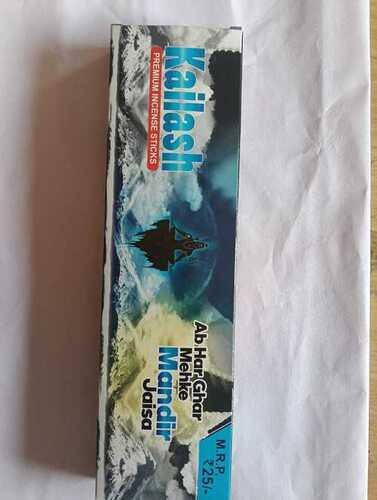 Kailash
PREMIUM INCENSE STICKS
Ab Har Ghar
Mehke
Mandir
Jaisa
M.R.P.
₹25/-